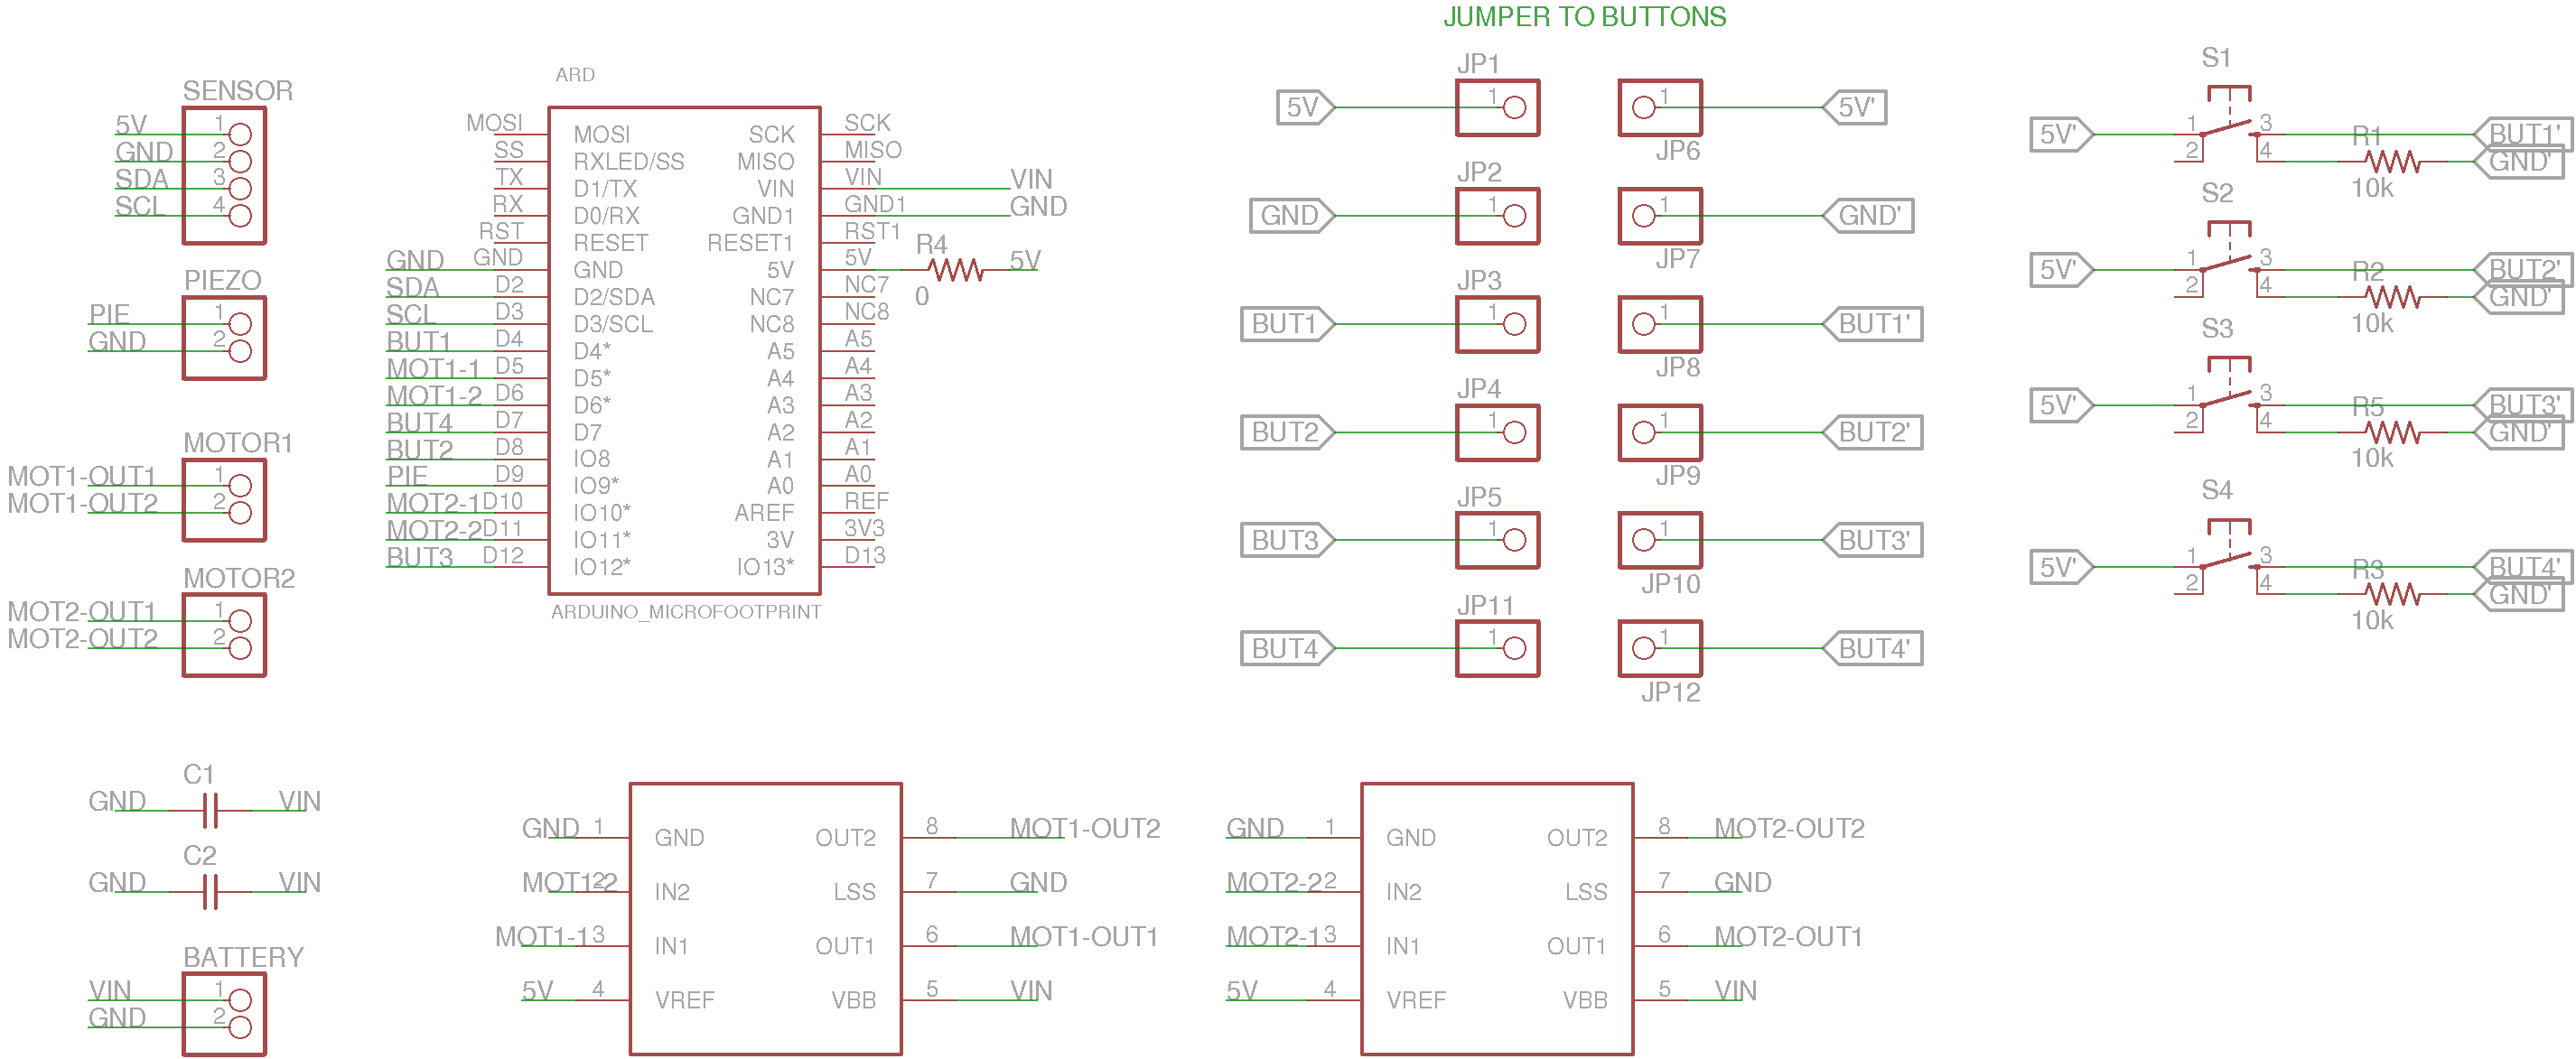 JUMPER TO BUTTONS
SENSOR
5V 1
GND 2
SDA 3
SCL 4
PIEZO
PIE 1
GND 2
MOTOR1
MOT1-OUT1 1
MOT1-OUT2 2
MOTOR2
MOT2-OUT1 1
MOT2-OUT2 2
ARD
MOSI MOSI SCK SCK
SS RXLED/SS MISO MISO
TX D1/TX VIN VIN VIN
RX D0/RX GND1 GND1 GND
RST RESET RESET1 RST1
GND GND GND 5V 5V R4 0 5V
SDA D2 D2/SDA NC7 NC7
SCL D3 D3/SCL NC8 NC8
BUT1 D4 D4* A5 A5
MOT1-1 D5 D5* A4 A4
MOT1-2 D6 D6* A3 A3
BUT4 D7 D7 A2 A2
BUT2 D8 IO8 A1 A1
PIE D9 IO9* A0 A0
MOT2-1 D10 IO10* AREF REF
MOT2-2 D11 IO11* 3V 3V3
BUT3 D12 IO12* IO13* D13
ARDUINO_MICROFOOTPRINT
JP1
5V 1 1 5V'
JP6
JP2
GND 1 1 GND'
JP7
JP3
BUT1 1 1 BUT1'
JP8
JP4
BUT2 1 1 BUT2'
JP9
JP5
BUT3 1 1 BUT3'
JP10
JP11
BUT4 1 1 BUT4'
JP12
S1
5V' 1 3 BUT1'
2 4 R1 GND'
10k
S2
5V' 1 3 BUT2'
2 4 R2 GND'
10k
S3
5V' 1 3 BUT3'
2 4 R5 GND'
10k
S4
5V' 1 3 BUT4'
2 4 R3 GND'
10k
C1
GND VIN
C2
GND VIN
BATTERY
VIN 1
GND 2
GND 1 GND OUT2 8 MOT1-OUT2
MOT1-2 2 IN2 LSS 7 GND
MOT1-1 3 IN1 OUT1 6 MOT1-OUT1
5V 4 VREF VBB 5 VIN
GND 1 GND OUT2 8 MOT2-OUT2
MOT2-2 2 IN2 LSS 7 GND
MOT2-1 3 IN1 OUT1 6 MOT2-OUT1
5V 4 VREF VBB 5 VIN